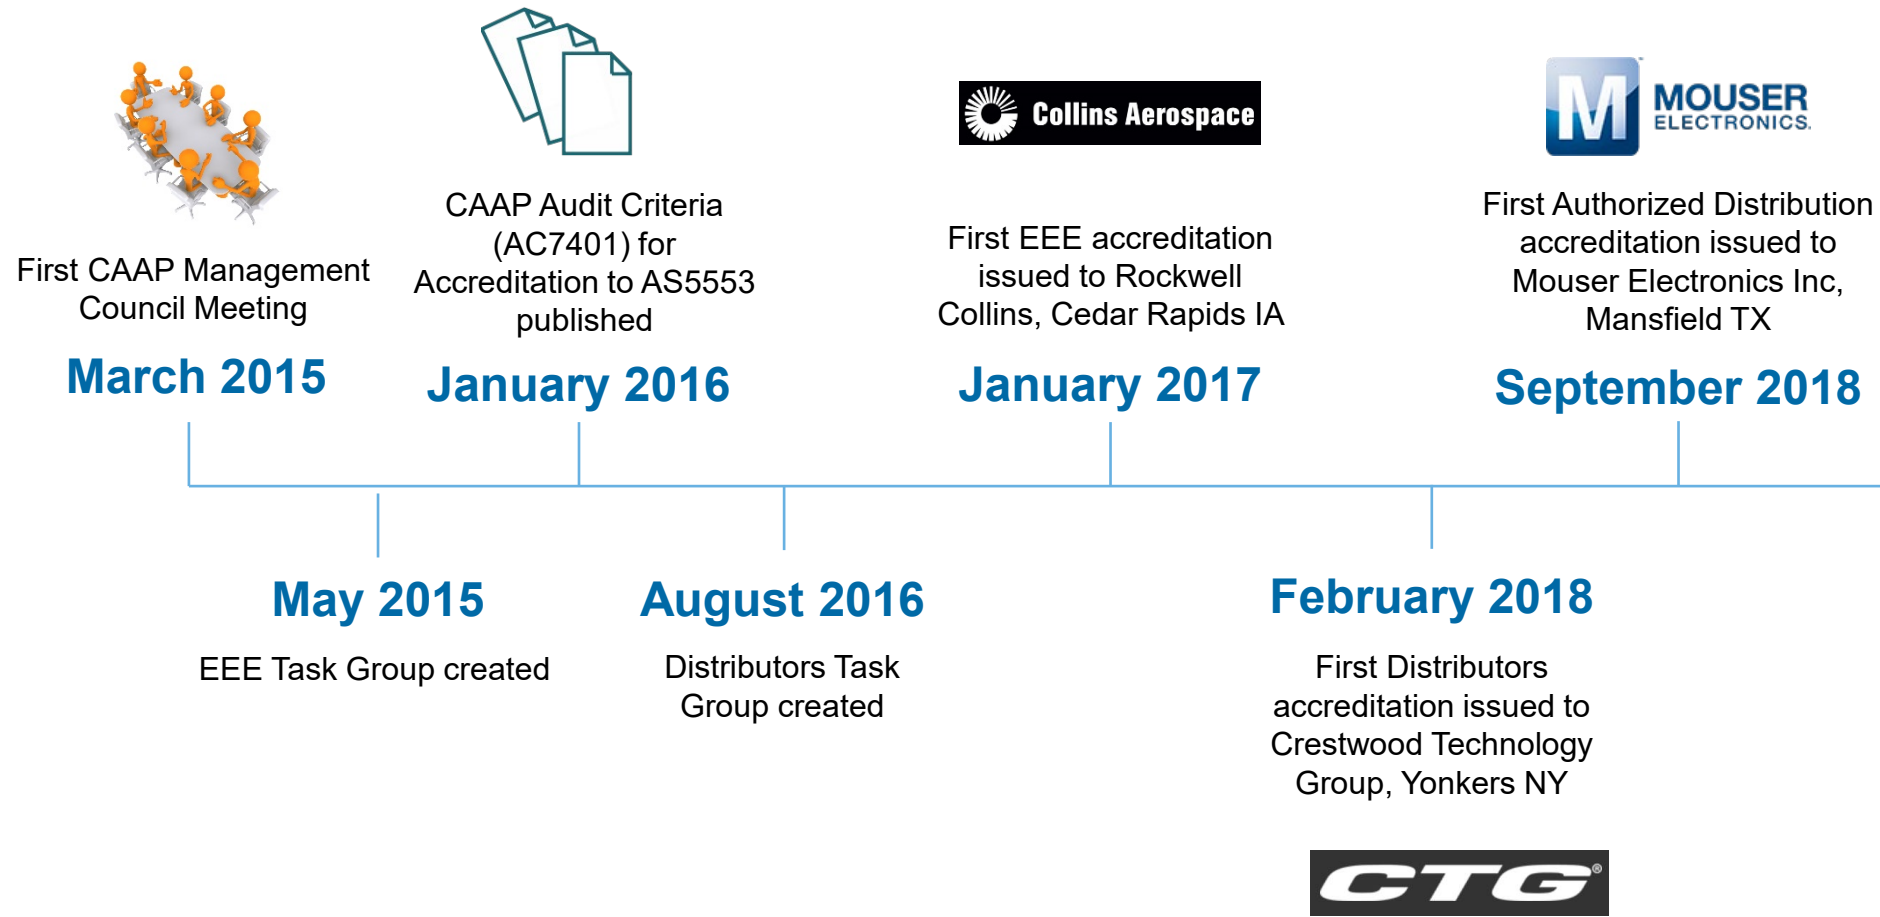 Collins Aerospace
M
MOUSER
ELECTRONICS.
First CAAP Management
Council Meeting
March 2015
CAAP Audit Criteria
(AC7401) for
Accreditation to AS5553
published
January 2016
First EEE accreditation
issued to Rockwell
Collins, Cedar Rapids IA
January 2017
First Authorized Distribution
accreditation issued to
Mouser Electronics Inc,
Mansfield TX
September 2018
May 2015
EEE Task Group created
August 2016
Distributors Task
Group created
February 2018
First Distributors
accreditation issued to
Crestwood Technology
Group, Yonkers NY
CTG®